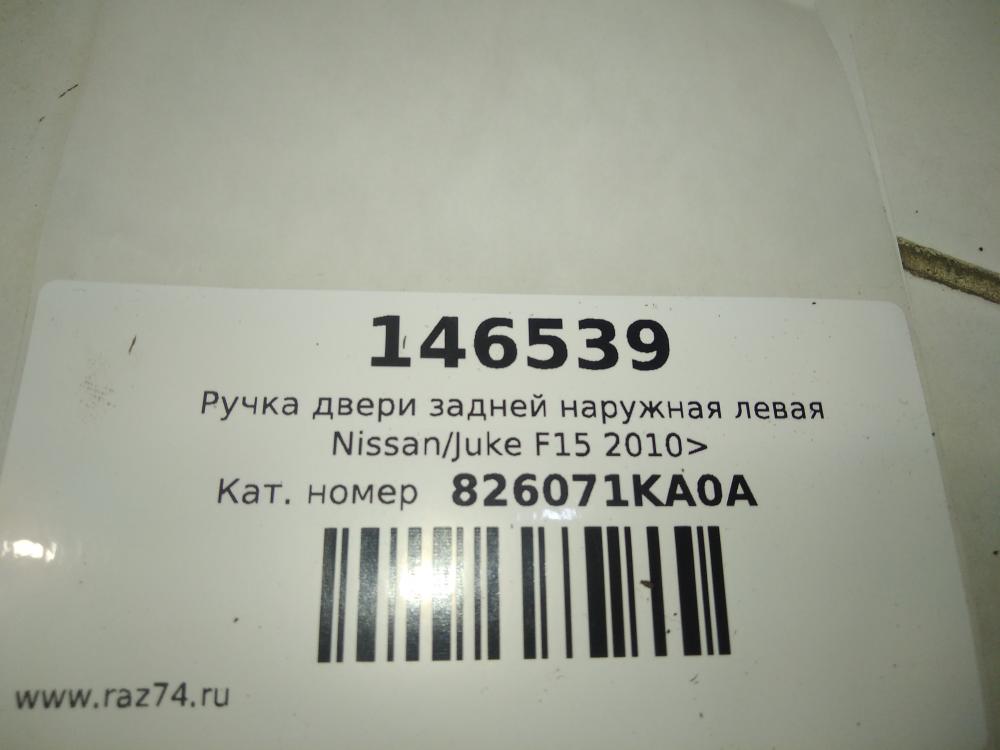 146539
Ручка двери задней наружная левая
Nissan/Juke F15 2010>
Кат. номер 826071KA0A
www.raz74.ru